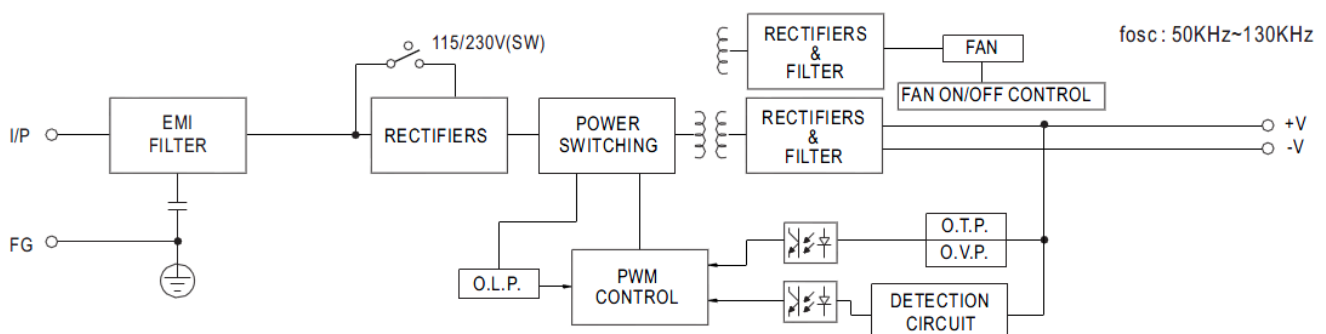 115/230V(SW)
RECTIFIERS
&
FILTER
FAN
fosc : 50KHz~130KHz
FAN ON/OFF CONTROL
I/P
EMI
FILTER
RECTIFIERS
POWER
SWITCHING
RECTIFIERS
&
FILTER
+V
-V
FG
O.L.P.
PWM
CONTROL
O.T.P.
O.V.P.
DETECTION
CIRCUIT